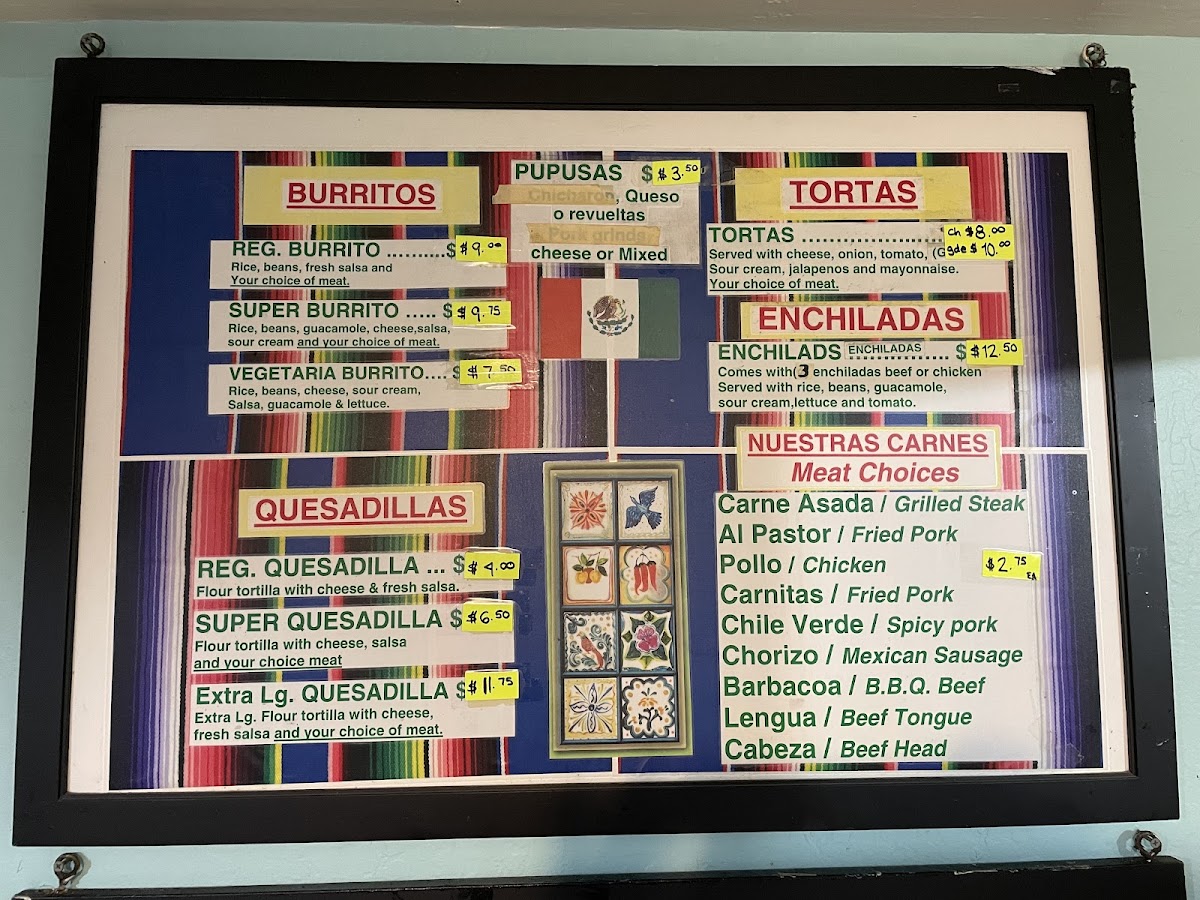 BURRITOS
REG. BURRITO ..........$ $9.00
Rice, beans, fresh salsa and
Your choice of meat.
SUPER BURRITO ..... $ $9.75
Rice, beans, guacamole, cheese,salsa,
sour cream and your choice of meat.
VEGETARIA BURRITO.... $ $7.50
Rice, beans, cheese, sour cream,
Salsa, guacamole & lettuce.
PUPUSAS $ $3.50
Chicharon, Queso
o revueltas
Pork grinds
cheese or Mixed
TORTAS
TORTAS ........................ ch $8.00
gde $10.00
Served with cheese, onion, tomato, (G
Sour cream, jalapenos and mayonnaise.
Your choice of meat.
ENCHILADAS
ENCHILADS ENCHILADAS .......... $ $12.50
Comes with(3 enchiladas beef or chicken
Served with rice, beans, guacamole,
sour cream,lettuce and tomato.
QUESADILLAS
REG. QUESADILLA ... $ $4.00
Flour tortilla with cheese & fresh salsa.
SUPER QUESADILLA $ $6.50
Flour tortilla with cheese, salsa
and your choice meat
Extra Lg. QUESADILLA $ $11.75
Extra Lg. Flour tortilla with cheese,
fresh salsa and your choice of meat.
NUESTRAS CARNES
Meat Choices
Carne Asada / Grilled Steak
Al Pastor / Fried Pork
Pollo / Chicken
$2.75 EA
Carnitas / Fried Pork
Chile Verde / Spicy pork
Chorizo / Mexican Sausage
Barbacoa / B.B.Q. Beef
Lengua / Beef Tongue
Cabeza / Beef Head